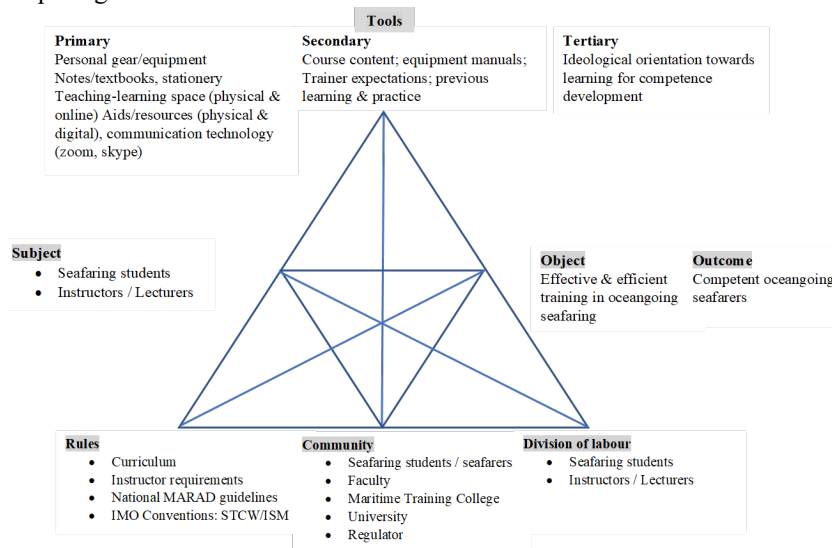 Tools
Primary
Personal gear/equipment
Notes/textbooks, stationery
Teaching-learning space (physical &
online) Aids/resources (physical &
digital), communication technology
(zoom, skype)
Secondary
Course content; equipment manuals;
Trainer expectations; previous
learning & practice
Tertiary
Ideological orientation towards
learning for competence
development
Subject
• Seafaring students
• Instructors / Lecturers
Object
Effective & efficient
training in oceangoing
seafaring
Outcome
Competent oceangoing
seafarers
Rules
• Curriculum
• Instructor requirements
• National MARAD guidelines
• IMO Conventions: STCW/ISM
Community
• Seafaring students / seafarers
• Faculty
• Maritime Training College
• University
• Regulator
Division of labour
• Seafaring students
• Instructors / Lecturers